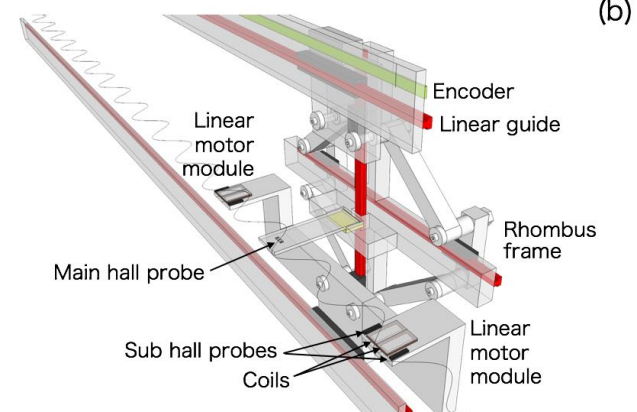 (b)
Encoder
Linear guide
Linear
motor
module
Rhombus
frame
Main hall probe
Sub hall probes
Coils
Linear
motor
module